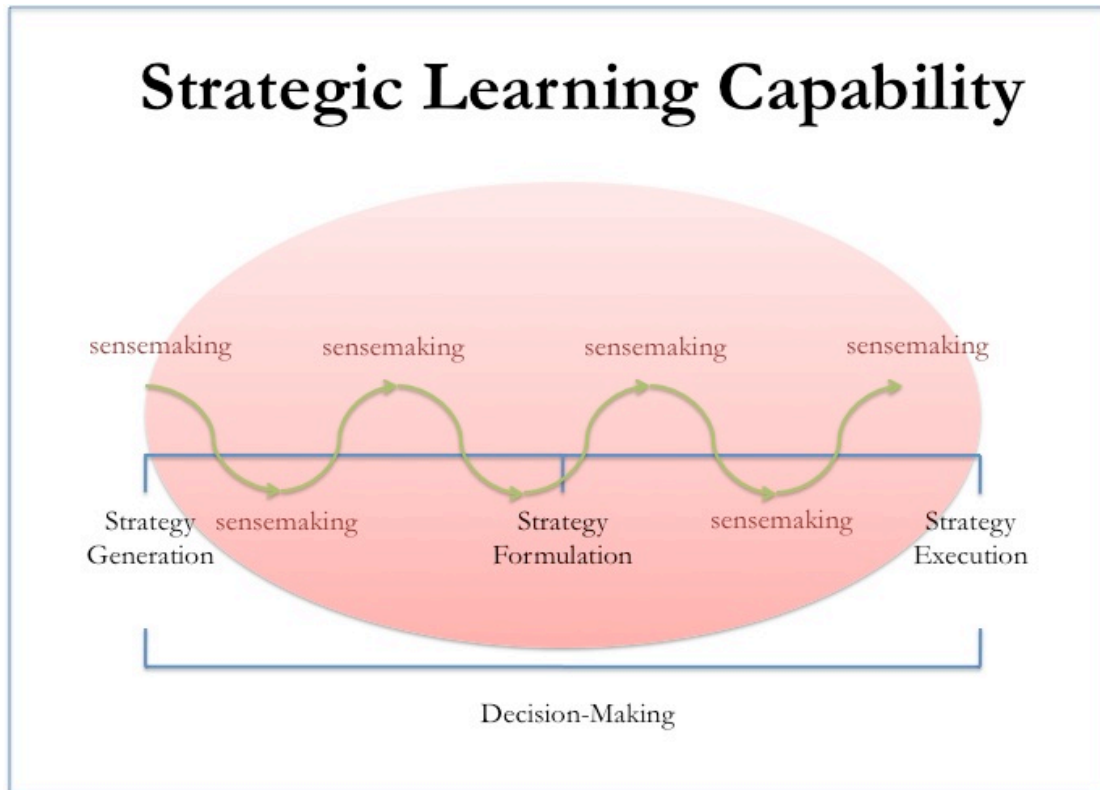 Strategic Learning Capability
sensemaking
sensemaking
sensemaking
sensemaking
Strategy
Generation
sensemaking
Strategy
Formulation
sensemaking
Strategy
Execution
Decision-Making